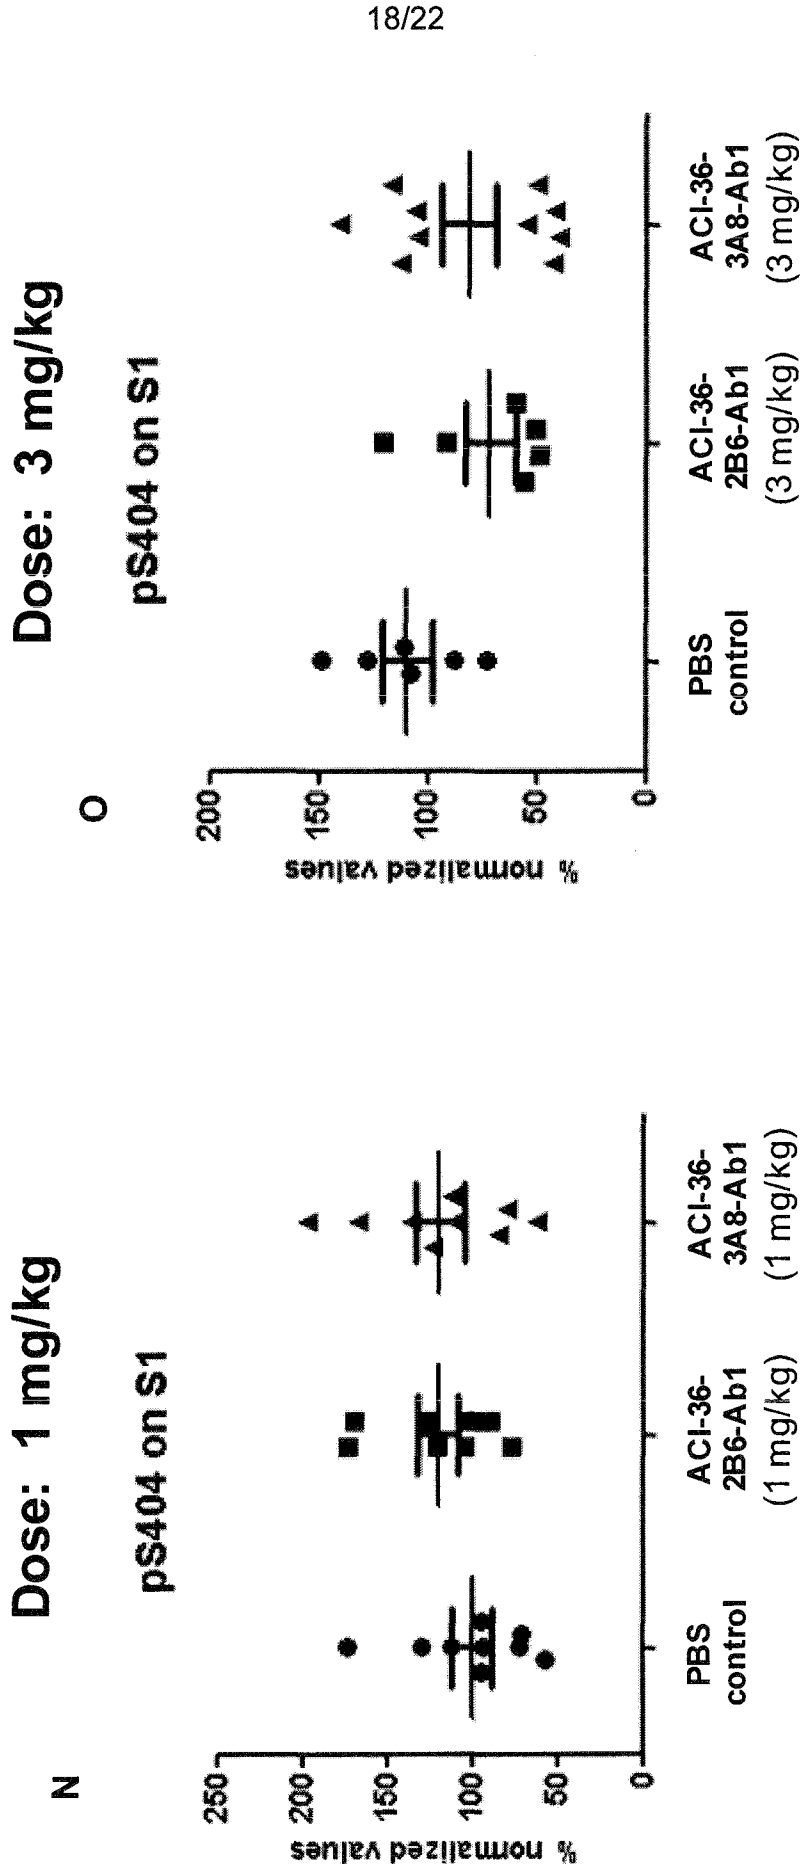 18/22
Dose: 1 mg/kg
N
pS404 on S1
% normalized values
250
200
150
100
50
0
PBS
control
ACI-36-
2B6-Ab1
(1 mg/kg)
ACI-36-
3A8-Ab1
(1 mg/kg)
Dose: 3 mg/kg
O
pS404 on S1
% normalized values
200
150
100
50
0
PBS
control
ACI-36-
2B6-Ab1
(3 mg/kg)
ACI-36-
3A8-Ab1
(3 mg/kg)